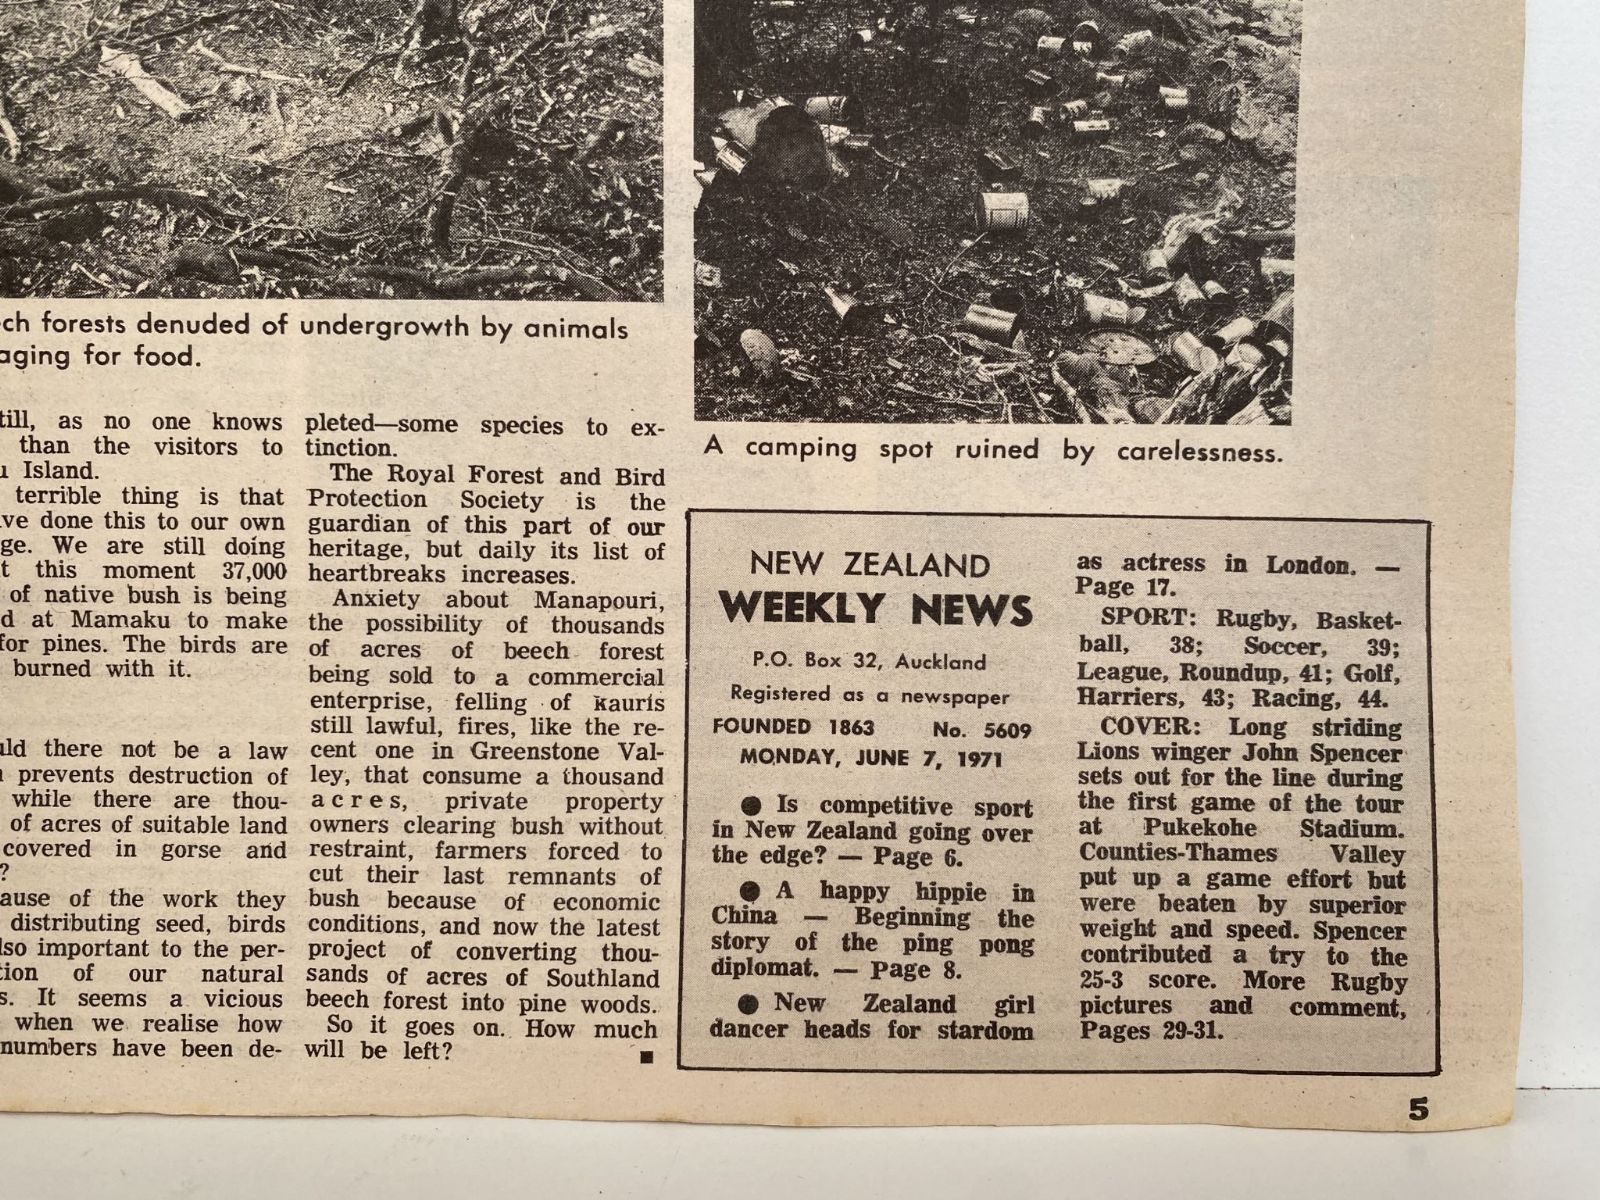 ch forests denuded of undergrowth by animals
aging for food.
till, as no one knows
than the visitors to
u Island.
terrible thing is that
ve done this to our own
ge. We are still doing
t this moment 37,000
of native bush is being
d at Mamaku to make
for pines. The birds are
burned with it.
uld there not be a law
prevents destruction of
while there are thou-
of acres of suitable land
covered in gorse and
?
ause of the work they
distributing seed, birds
lso important to the per-
tion of our natural
s. It seems a vicious
when we realise how
numbers have been de-
pleted—some species to ex-
tinction.
The Royal Forest and Bird
Protection Society is the
guardian of this part of our
heritage, but daily its list of
heartbreaks increases.
Anxiety about Manapouri,
the possibility of thousands
of acres of beech forest
being sold to a commercial
enterprise, felling of kauris
still lawful, fires, like the re-
cent one in Greenstone Val-
ley, that consume a thousand
acres, private property
owners clearing bush without
restraint, farmers forced to
cut their last remnants of
bush because of economic
conditions, and now the latest
project of converting thou-
sands of acres of Southland
beech forest into pine woods.
So it goes on. How much
will be left? ■
A camping spot ruined by carelessness.
NEW ZEALAND
WEEKLY NEWS
P.O. Box 32, Auckland
Registered as a newspaper
FOUNDED 1863 No. 5609
MONDAY, JUNE 7, 1971
● Is competitive sport
in New Zealand going over
the edge? — Page 6.
● A happy hippie in
China — Beginning the
story of the ping pong
diplomat. — Page 8.
● New Zealand girl
dancer heads for stardom
as actress in London. —
Page 17.
SPORT: Rugby, Basket-
ball, 38; Soccer, 39;
League, Roundup, 41; Golf,
Harriers, 43; Racing, 44.
COVER: Long striding
Lions winger John Spencer
sets out for the line during
the first game of the tour
at Pukekohe Stadium.
Counties-Thames Valley
put up a game effort but
were beaten by superior
weight and speed. Spencer
contributed a try to the
25-3 score. More Rugby
pictures and comment,
Pages 29-31.
5